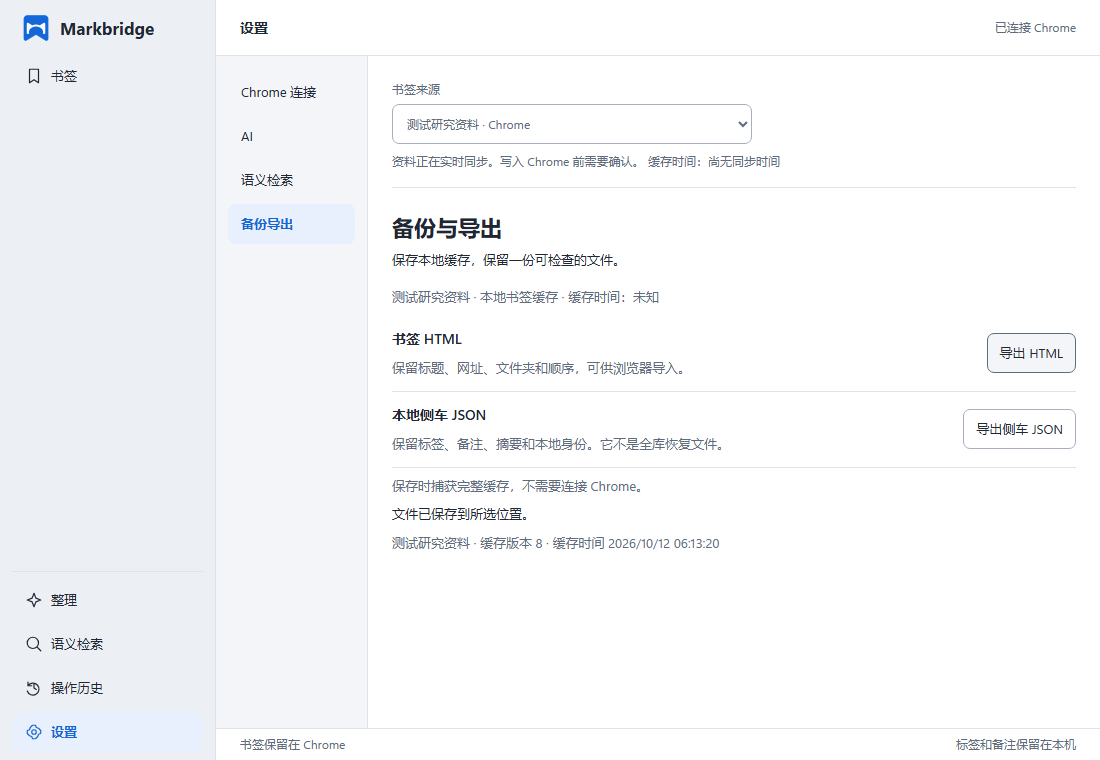 Markbridge
书签
整理
语义检索
操作历史
设置
设置
已连接 Chrome
Chrome 连接
AI
语义检索
备份导出
书签来源
测试研究资料 · Chrome
资料正在实时同步。写入 Chrome 前需要确认。 缓存时间：尚无同步时间
备份与导出
保存本地缓存，保留一份可检查的文件。
测试研究资料 · 本地书签缓存 · 缓存时间：未知
书签 HTML
保留标题、网址、文件夹和顺序，可供浏览器导入。
导出 HTML
本地侧车 JSON
保留标签、备注、摘要和本地身份。它不是全库恢复文件。
导出侧车 JSON
保存时捕获完整缓存，不需要连接 Chrome。
文件已保存到所选位置。
测试研究资料 · 缓存版本 8 · 缓存时间 2026/10/12 06:13:20
书签保留在 Chrome
标签和备注保留在本机